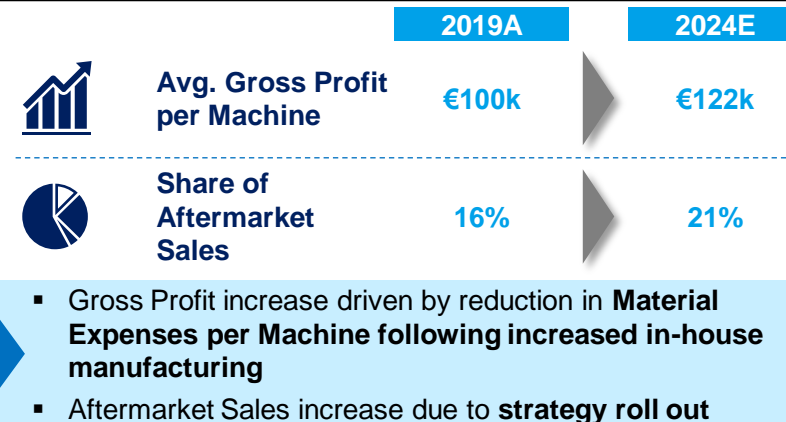 2019A 2024E
Avg. Gross Profit
per Machine
€100k €122k
Share of
Aftermarket
Sales
16% 21%
▪ Gross Profit increase driven by reduction in Material
Expenses per Machine following increased in-house
manufacturing
▪ Aftermarket Sales increase due to strategy roll out